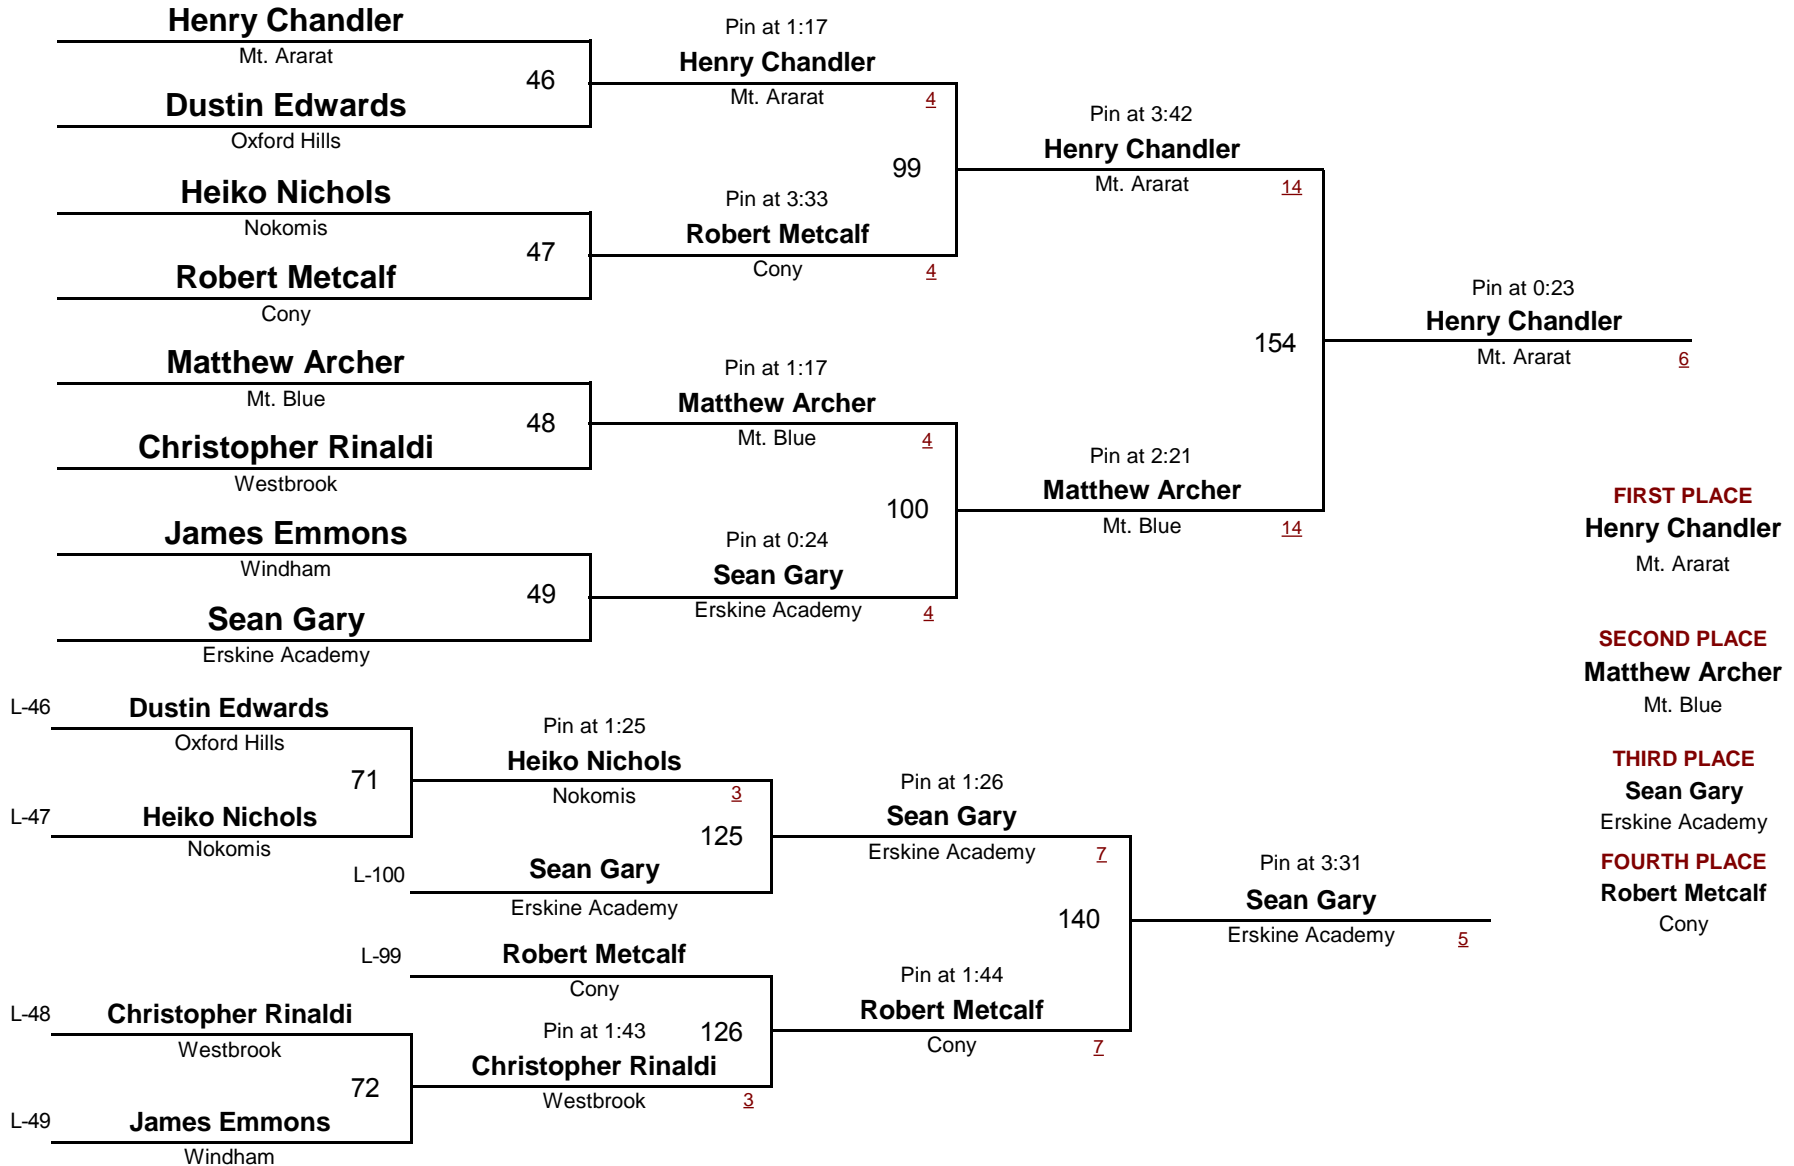 Henry Chandler
Mt. Ararat
46
Dustin Edwards
Oxford Hills
Heiko Nichols
Nokomis
47
Robert Metcalf
Cony
Matthew Archer
Mt. Blue
48
Christopher Rinaldi
Westbrook
James Emmons
Windham
49
Sean Gary
Erskine Academy
Pin at 1:17
Henry Chandler
Mt. Ararat 4
99
Pin at 3:33
Robert Metcalf
Cony 4
Pin at 1:17
Matthew Archer
Mt. Blue 4
100
Pin at 0:24
Sean Gary
Erskine Academy 4
Pin at 3:42
Henry Chandler
Mt. Ararat 14
154
Pin at 2:21
Matthew Archer
Mt. Blue 14
Pin at 0:23
Henry Chandler
Mt. Ararat 6
FIRST PLACE
Henry Chandler
Mt. Ararat
SECOND PLACE
Matthew Archer
Mt. Blue
THIRD PLACE
Sean Gary
Erskine Academy
FOURTH PLACE
Robert Metcalf
Cony
L-46 Dustin Edwards
Oxford Hills
71
L-47 Heiko Nichols
Nokomis
Pin at 1:25
Heiko Nichols
Nokomis 3
125
L-100 Sean Gary
Erskine Academy
L-99 Robert Metcalf
Cony
126
Pin at 1:43
Christopher Rinaldi
Westbrook 3
L-48 Christopher Rinaldi
Westbrook
72
L-49 James Emmons
Windham
Pin at 1:26
Sean Gary
Erskine Academy 7
140
Pin at 1:44
Robert Metcalf
Cony 7
Pin at 3:31
Sean Gary
Erskine Academy 5